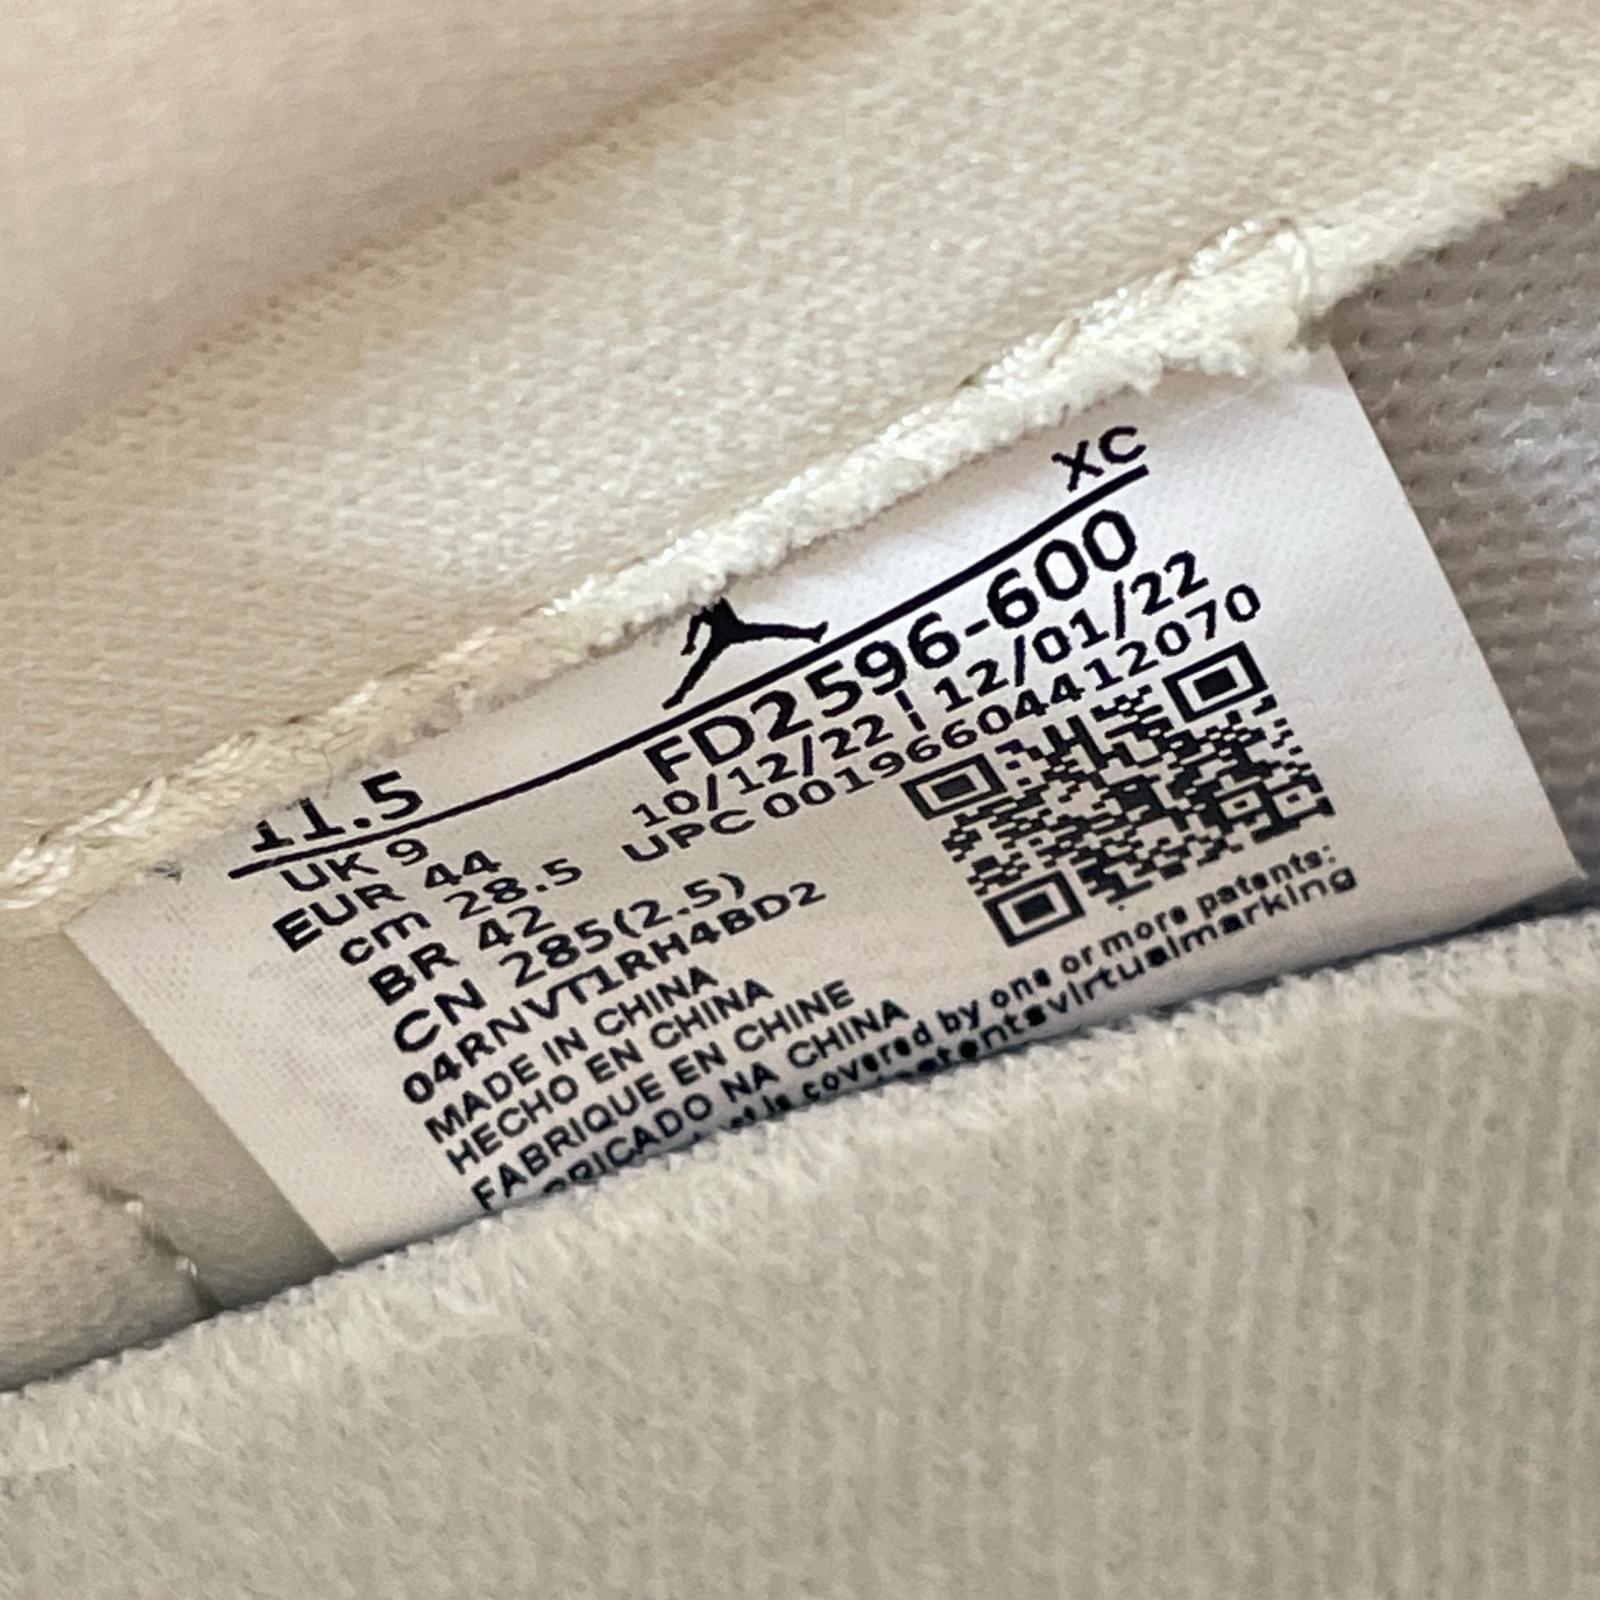 XC
11.5
FD2596-600
10/12/22 | 12/01/22
UPC 00196604412070
UK 9
EUR 44
cm 28.5
BR 42
CN 285(2.5)
04RNVT1RH4BD2
MADE IN CHINA
HECHO EN CHINA
FABRIQUE EN CHINE
NA CHINA
is covered by one or more patents: